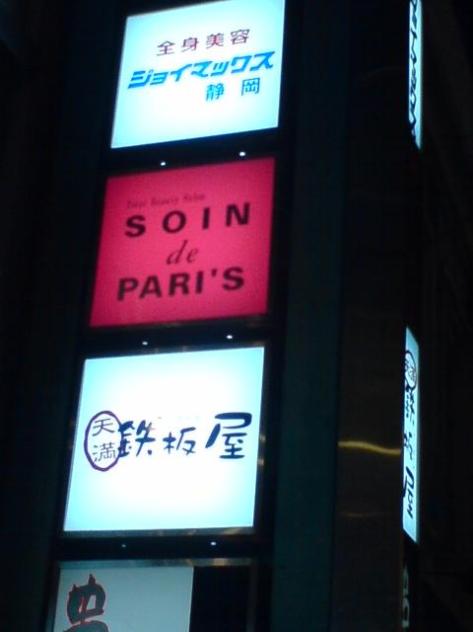 全身美容
ジョイマックス
静岡
Total Beauty Salon
SOIN
de
PARI'S
天満
鉄板屋